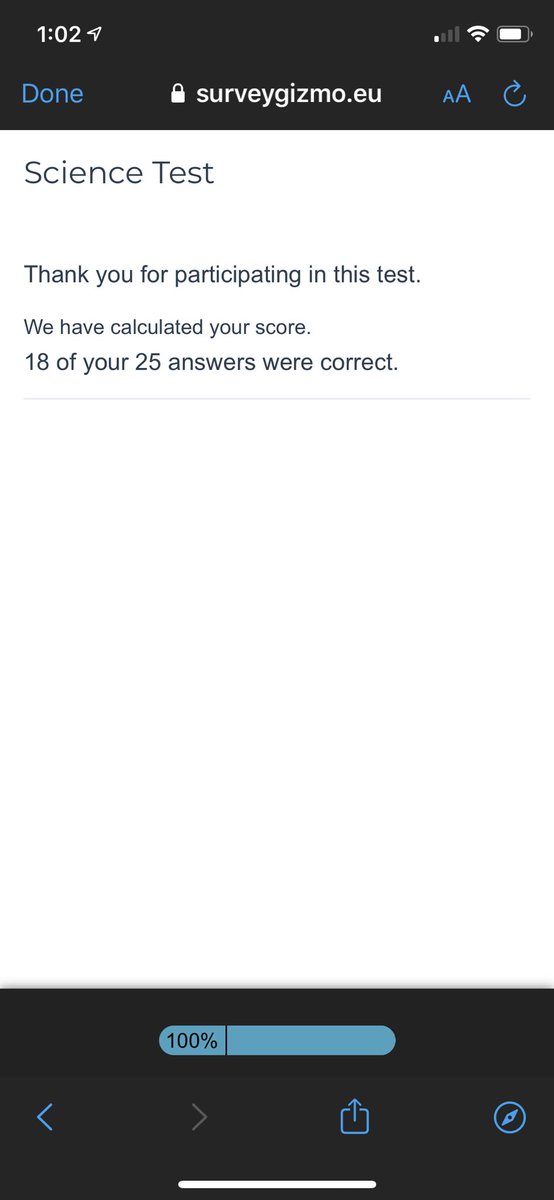 1:02
Done
surveygizmo.eu
AA
Science Test
Thank you for participating in this test.
We have calculated your score.
18 of your 25 answers were correct.
100%